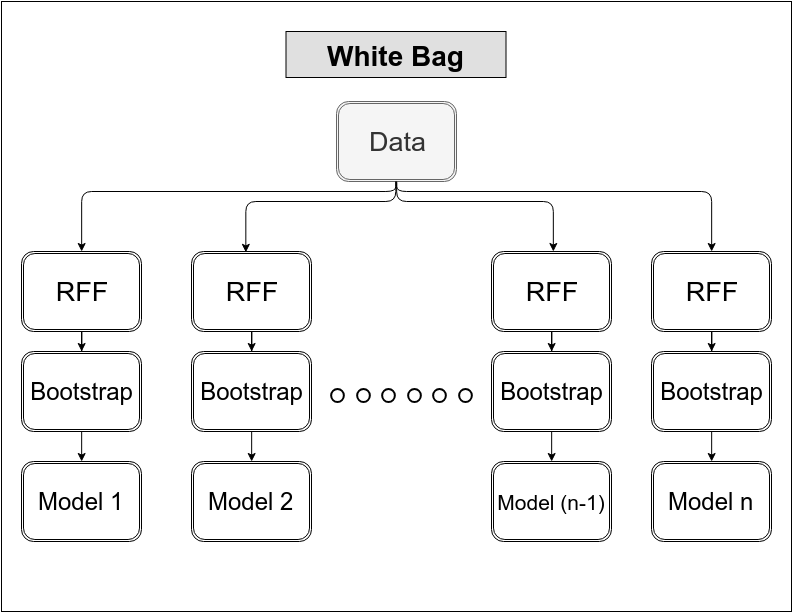 White Bag
Data
RFF
RFF
RFF
RFF
Bootstrap
Bootstrap
Bootstrap
Bootstrap
Model 1
Model 2
Model (n-1)
Model n